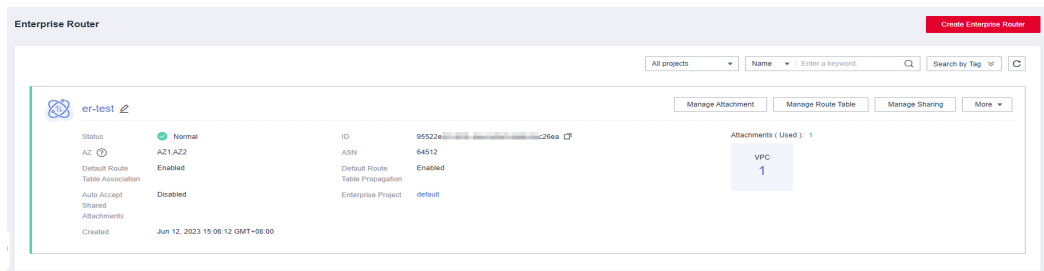 Enterprise Router
Create Enterprise Router
All projects Name Enter a keyword. Search by Tag
er-test
Manage Attachment Manage Route Table Manage Sharing More
Status Normal ID 95522e c26ea Attachments ( Used ): 1
AZ AZ1,AZ2 ASN 64512
VPC
1
Default Route Enabled Default Route Enabled
Table Association Table Propagation
Auto Accept Disabled Enterprise Project default
Shared
Attachments
Created Jun 12, 2023 15:06:12 GMT+08:00